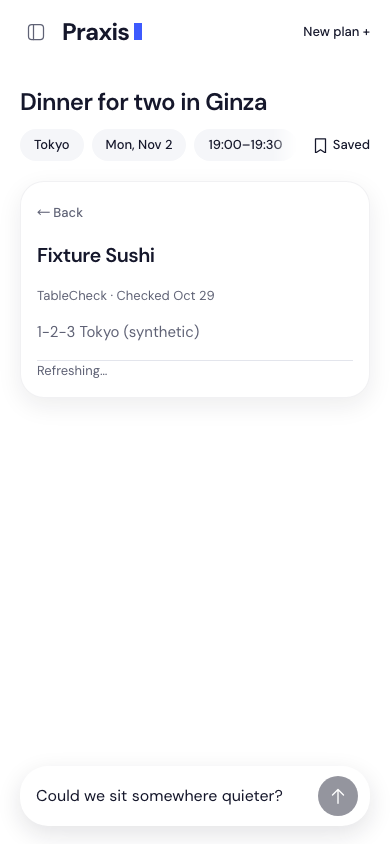 Praxis
New plan +
Dinner for two in Ginza
Tokyo
Mon, Nov 2
19:00–19:30
Saved
← Back
Fixture Sushi
TableCheck · Checked Oct 29
1-2-3 Tokyo (synthetic)
Refreshing…
Could we sit somewhere quieter?